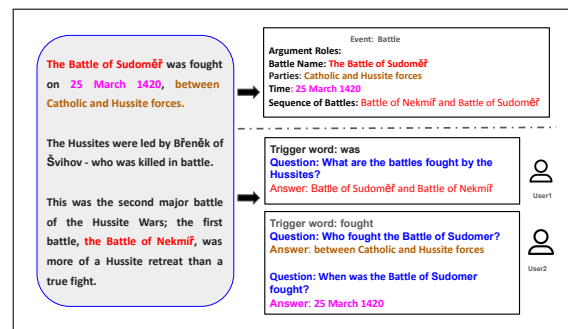 The Battle of Sudoměř was fought
on 25 March 1420, between
Catholic and Hussite forces.
The Hussites were led by Břeněk of
Švihov - who was killed in battle.
This was the second major battle
of the Hussite Wars; the first
battle, the Battle of Nekmíř, was
more of a Hussite retreat than a
true fight.
Event: Battle
Argument Roles:
Battle Name: The Battle of Sudoměř
Parties: Catholic and Hussite forces
Time: 25 March 1420
Sequence of Battles: Battle of Nekmíř and Battle of Sudoměř
Trigger word: was
Question: What are the battles fought by the
Hussites?
Answer: Battle of Sudoměř and Battle of Nekmíř
User1
Trigger word: fought
Question: Who fought the Battle of Sudomer?
Answer: between Catholic and Hussite forces
Question: When was the Battle of Sudomer
fought?
Answer: 25 March 1420
User2